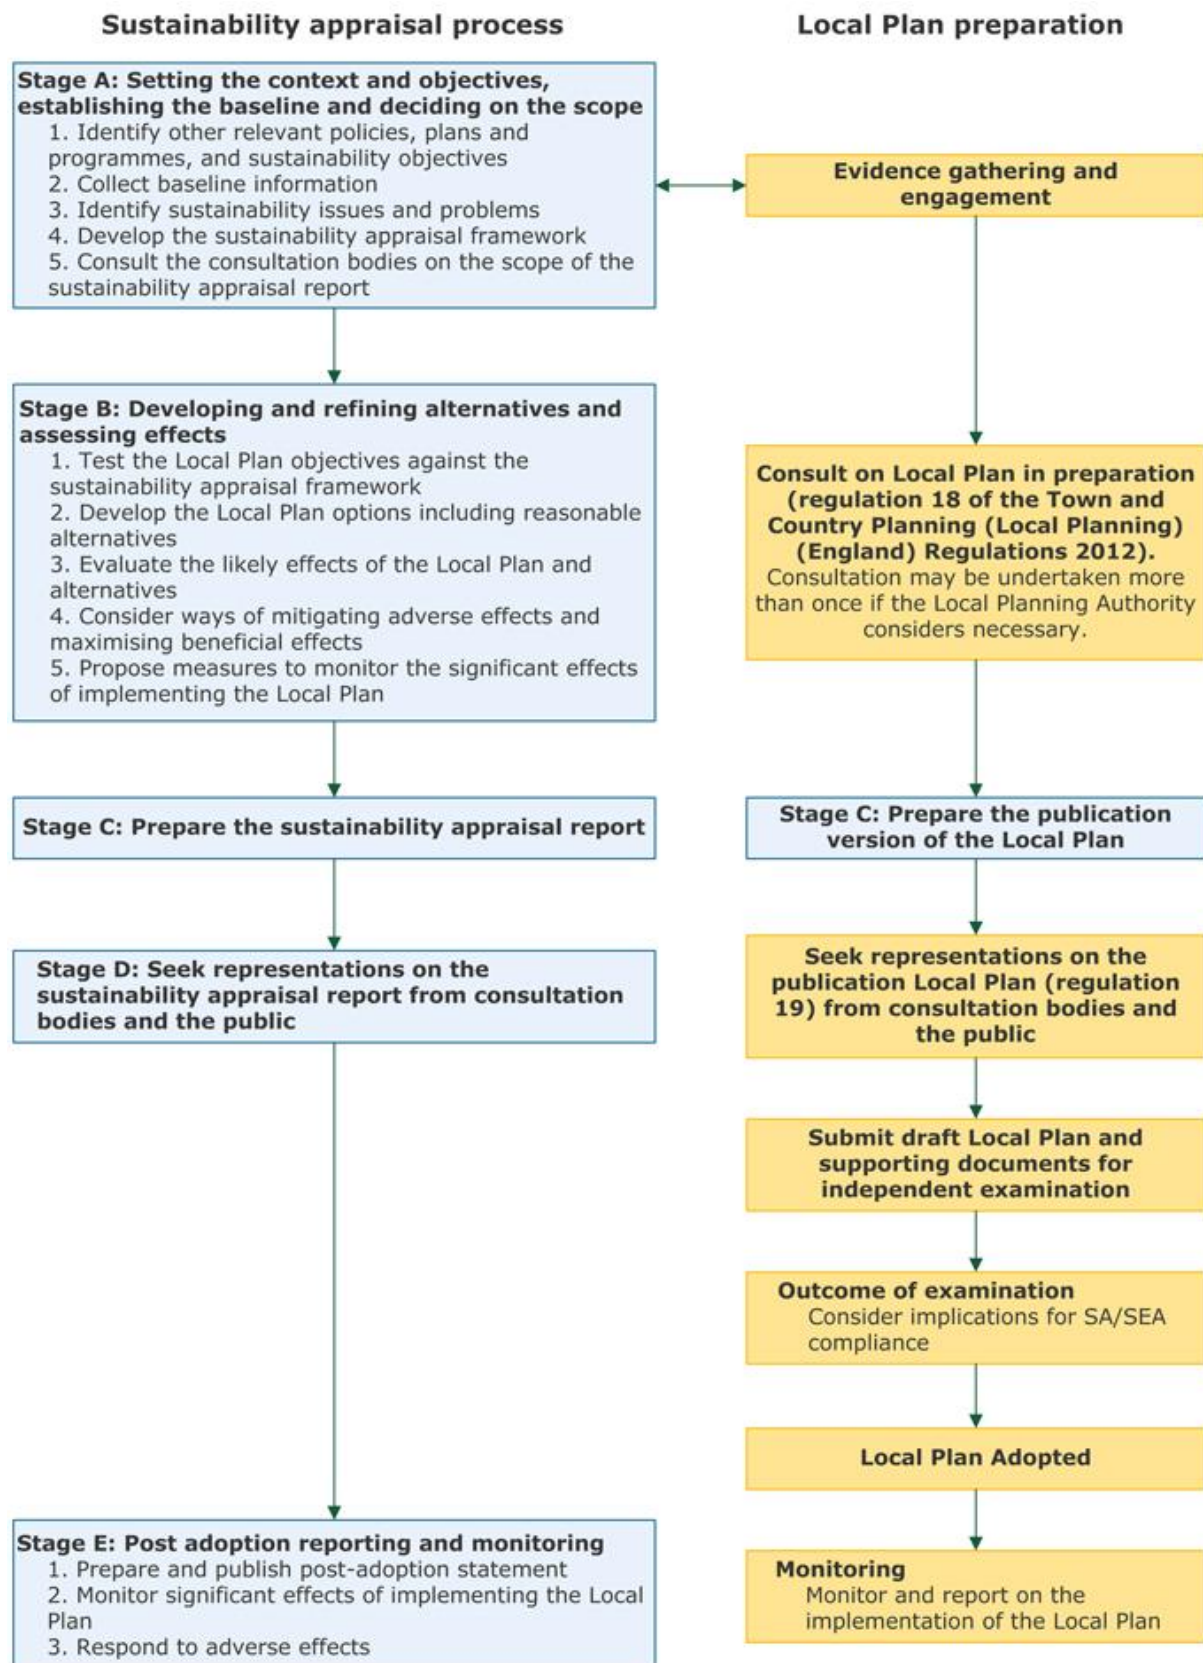 Sustainability appraisal process
Local Plan preparation
Stage A: Setting the context and objectives,
establishing the baseline and deciding on the scope
1. Identify other relevant policies, plans and
programmes, and sustainability objectives
2. Collect baseline information
3. Identify sustainability issues and problems
4. Develop the sustainability appraisal framework
5. Consult the consultation bodies on the scope of the
sustainability appraisal report
Evidence gathering and
engagement
Stage B: Developing and refining alternatives and
assessing effects
1. Test the Local Plan objectives against the
sustainability appraisal framework
2. Develop the Local Plan options including reasonable
alternatives
3. Evaluate the likely effects of the Local Plan and
alternatives
4. Consider ways of mitigating adverse effects and
maximising beneficial effects
5. Propose measures to monitor the significant effects
of implementing the Local Plan
Consult on Local Plan in preparation
(regulation 18 of the Town and
Country Planning (Local Planning)
(England) Regulations 2012).
Consultation may be undertaken more
than once if the Local Planning Authority
considers necessary.
Stage C: Prepare the sustainability appraisal report
Stage C: Prepare the publication
version of the Local Plan
Stage D: Seek representations on the
sustainability appraisal report from consultation
bodies and the public
Seek representations on the
publication Local Plan (regulation
19) from consultation bodies and
the public
Submit draft Local Plan and
supporting documents for
independent examination
Outcome of examination
Consider implications for SA/SEA
compliance
Local Plan Adopted
Stage E: Post adoption reporting and monitoring
1. Prepare and publish post-adoption statement
2. Monitor significant effects of implementing the Local
Plan
3. Respond to adverse effects
Monitoring
Monitor and report on the
implementation of the Local Plan